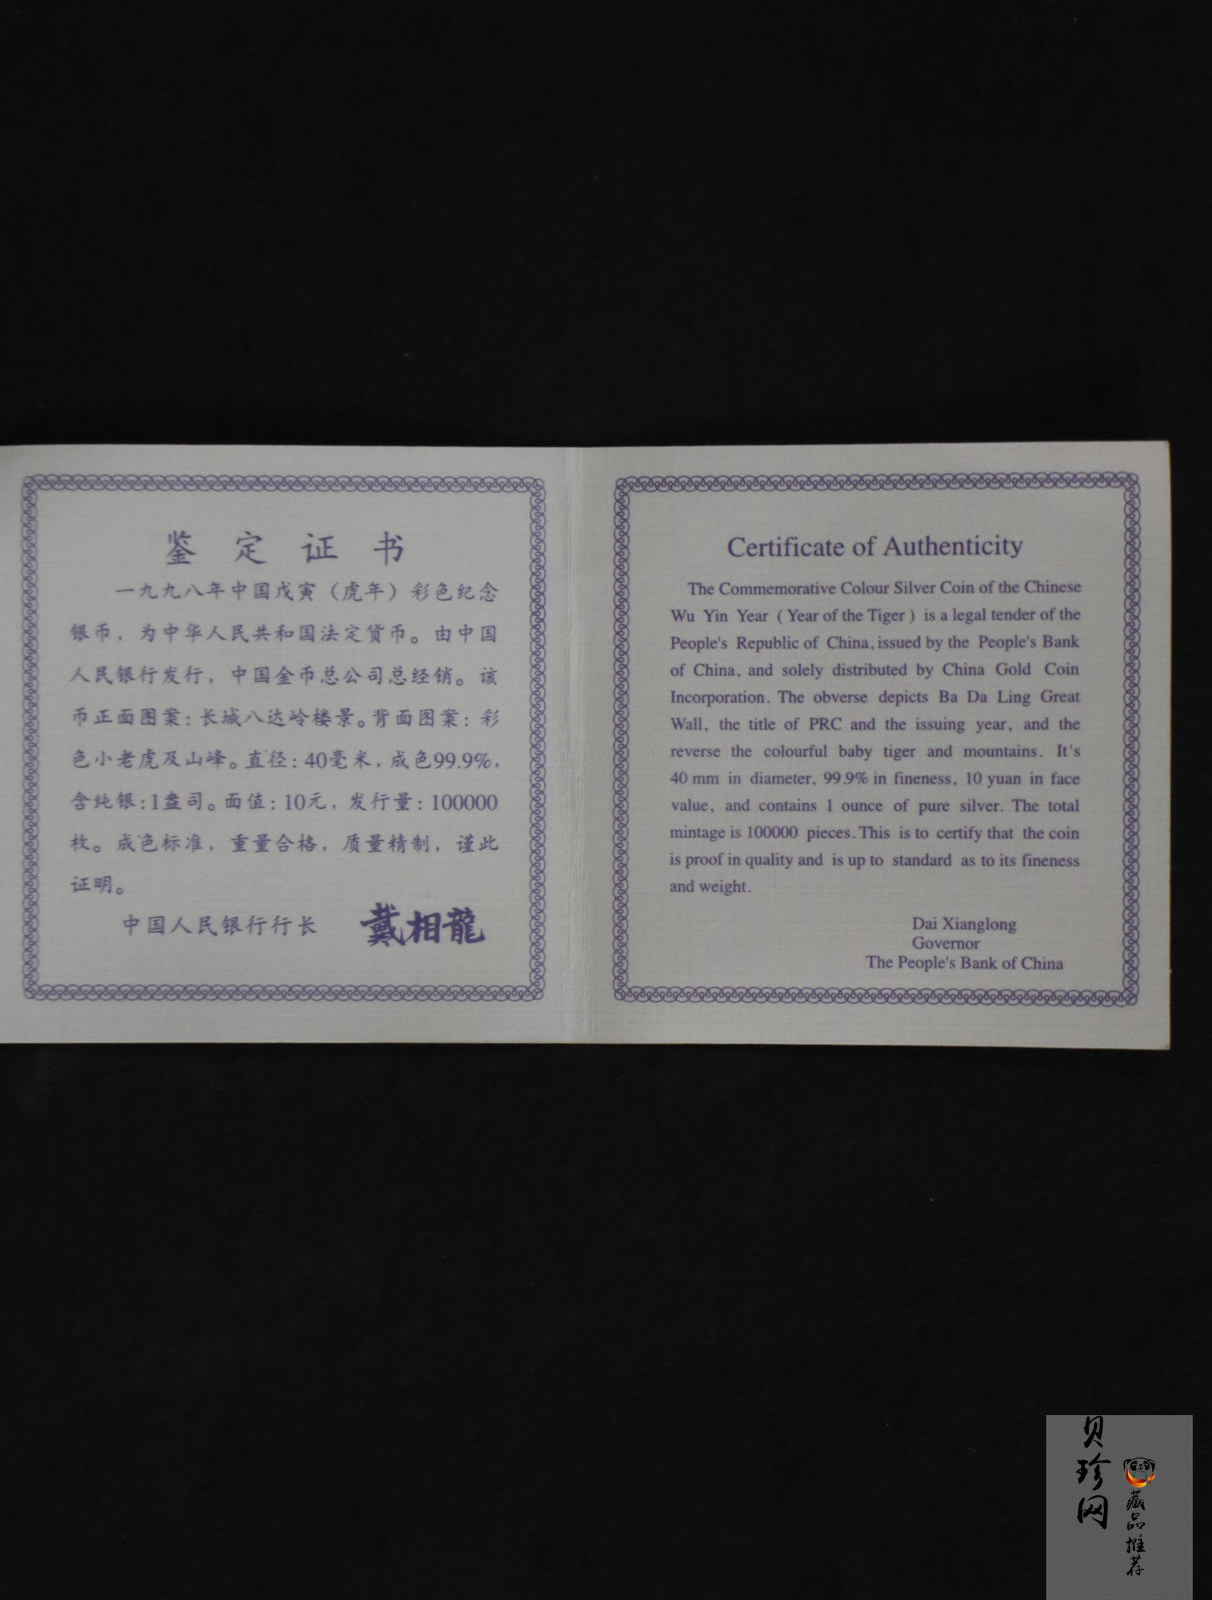 鉴定证书
一九九八年中国戊寅（虎年）彩色纪念
银币，为中华人民共和国法定货币。由中国
人民银行发行，中国金币总公司总经销。该
币正面图案：长城八达岭楼景。背面图案：彩
色小老虎及山峰。直径：40毫米，成色99.9%，
含纯银：1盎司。面值：10元，发行量：100000
枚。成色标准，重量合格，质量精制，谨此
证明。
中国人民银行行长 戴相龍
Certificate of Authenticity
The Commemorative Colour Silver Coin of the Chinese
Wu Yin Year ( Year of the Tiger ) is a legal tender of the
People's Republic of China, issued by the People's Bank
of China, and solely distributed by China Gold Coin
Incorporation. The obverse depicts Ba Da Ling Great
Wall, the title of PRC and the issuing year, and the
reverse the colourful baby tiger and mountains. It's
40 mm in diameter, 99.9% in fineness, 10 yuan in face
value, and contains 1 ounce of pure silver. The total
mintage is 100000 pieces. This is to certify that the coin
is proof in quality and is up to standard as to its fineness
and weight.
Dai Xianglong
Governor
The People's Bank of China
贝珍网
藏品推荐